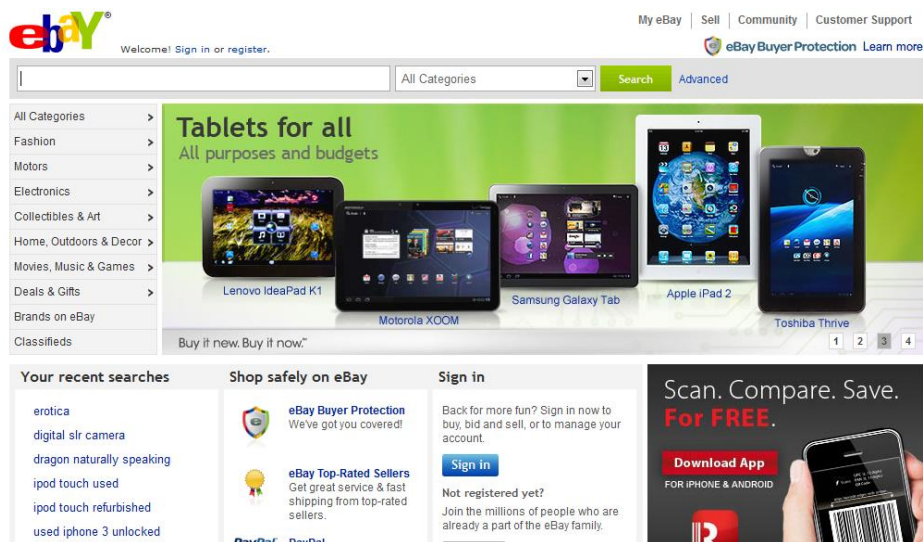 ebaY®
My eBay | Sell | Community | Customer Support
Welcome! Sign in or register.
eBay Buyer Protection Learn more
All Categories
Search
Advanced
All Categories >
Fashion >
Motors >
Electronics >
Collectibles & Art >
Home, Outdoors & Decor >
Movies, Music & Games >
Deals & Gifts >
Brands on eBay
Classifieds
Tablets for all
All purposes and budgets
Lenovo IdeaPad K1
Motorola XOOM
Samsung Galaxy Tab
Apple iPad 2
Toshiba Thrive
Buy it new. Buy it now.™
1 2 3 4
Your recent searches
erotica
digital slr camera
dragon naturally speaking
ipod touch used
ipod touch refurbished
used iphone 3 unlocked
Shop safely on eBay
eBay Buyer Protection
We've got you covered!
eBay Top-Rated Sellers
Get great service & fast
shipping from top-rated
sellers.
PayPal PayPal
Sign in
Back for more fun? Sign in now to
buy, bid and sell, or to manage your
account.
Sign in
Not registered yet?
Join the millions of people who are
already a part of the eBay family.
Scan. Compare. Save.
For FREE.
Download App
FOR IPHONE & ANDROID